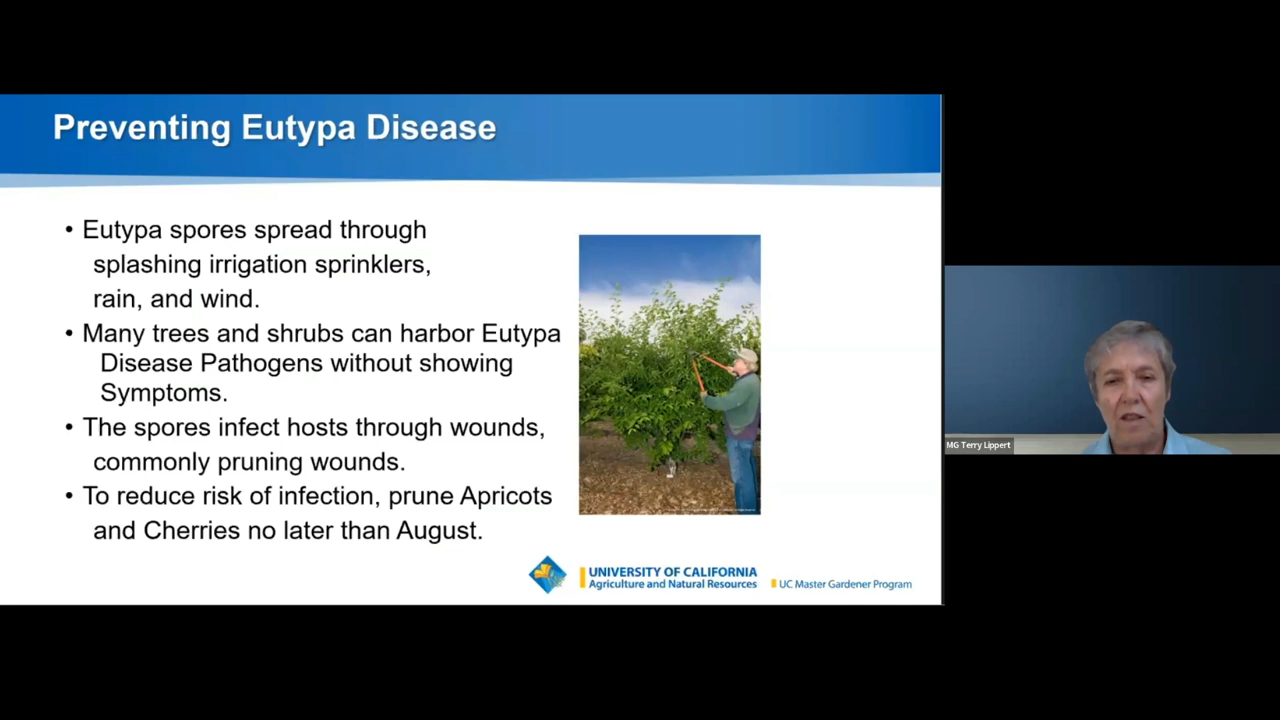 Preventing Eutypa Disease
• Eutypa spores spread through
splashing irrigation sprinklers,
rain, and wind.
• Many trees and shrubs can harbor Eutypa
Disease Pathogens without showing
Symptoms.
• The spores infect hosts through wounds,
commonly pruning wounds.
• To reduce risk of infection, prune Apricots
and Cherries no later than August.
UNIVERSITY OF CALIFORNIA
Agriculture and Natural Resources
UC Master Gardener Program
MG Terry Lippert